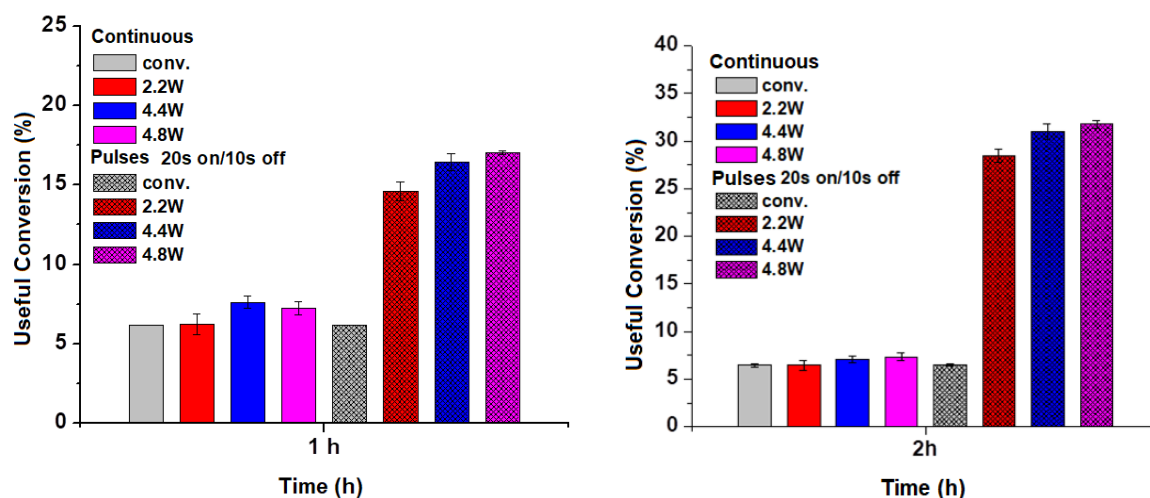 Useful Conversion (%)
25
20
15
10
5
0
Continuous
conv.
2.2W
4.4W
4.8W
Pulses 20s on/10s off
conv.
2.2W
4.4W
4.8W
1 h
Time (h)
Useful Conversion (%)
40
35
30
25
20
15
10
5
0
Continuous
conv.
2.2W
4.4W
4.8W
Pulses 20s on/10s off
conv.
2.2W
4.4W
4.8W
2h
Time (h)